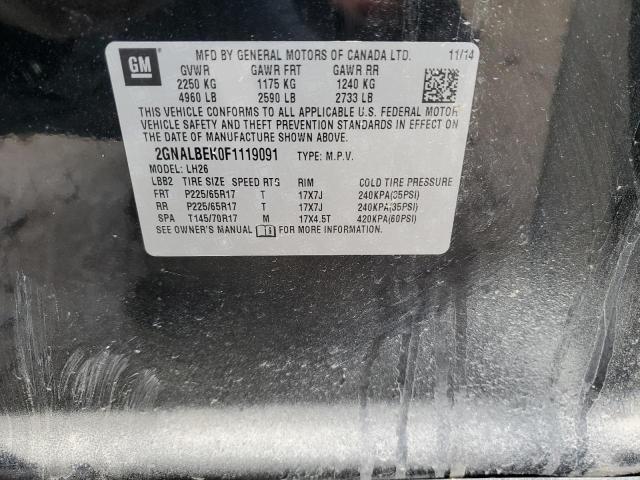 GM
MFD BY GENERAL MOTORS OF CANADA LTD. 11/14
GVWR GAWR FRT GAWR RR
2250 KG 1175 KG 1240 KG
4960 LB 2590 LB 2733 LB
THIS VEHICLE CONFORMS TO ALL APPLICABLE U.S. FEDERAL MOTOR
VEHICLE SAFETY AND THEFT PREVENTION STANDARDS IN EFFECT ON
THE DATE OF MANUFACTURE SHOWN ABOVE.
2GNALBEK0F1119091 TYPE: M.P.V.
MODEL: LH26
LBB2 TIRE SIZE SPEED RTG RIM COLD TIRE PRESSURE
FRT P225/65R17 T 17X7J 240KPA(35PSI)
RR P225/65R17 T 17X7J 240KPA(35PSI)
SPA T145/70R17 M 17X4.5T 420KPA(60PSI)
SEE OWNER'S MANUAL FOR MORE INFORMATION.